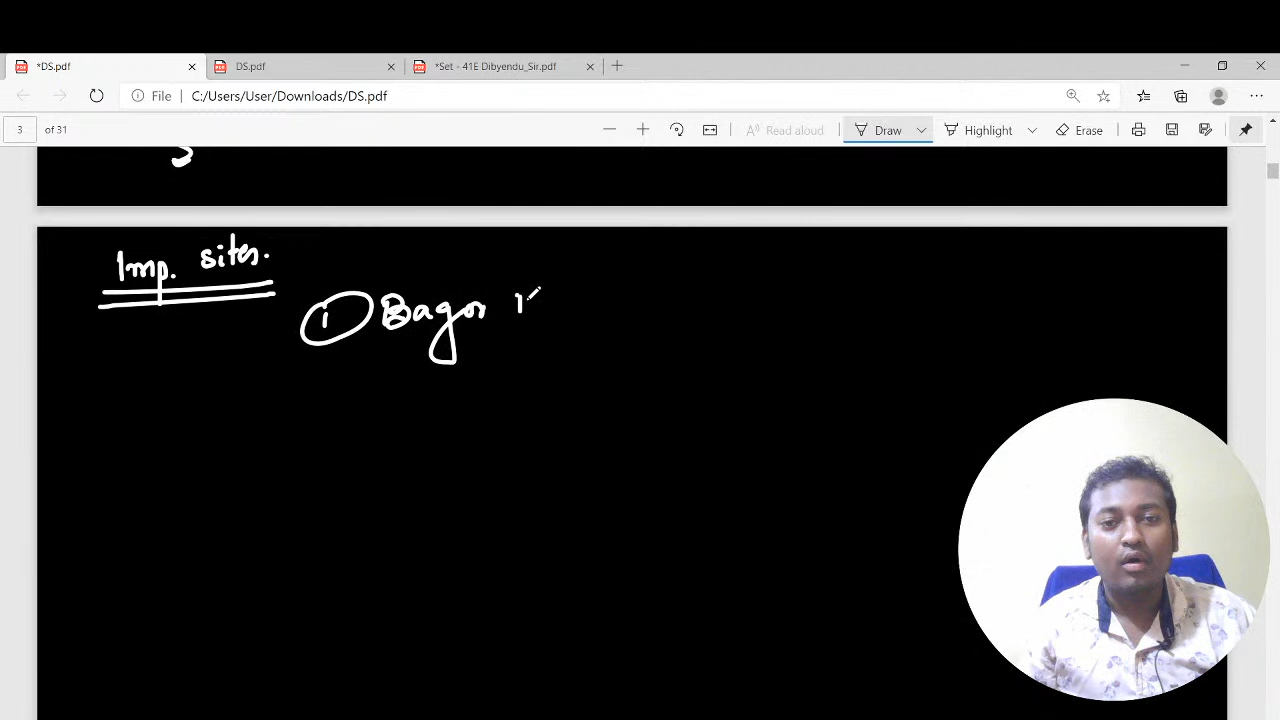 *DS.pdf DS.pdf *Set - 41E Dibyendu_Sir.pdf
File C:/Users/User/Downloads/DS.pdf
3 of 31 Read aloud Draw Highlight Erase
Imp. sites.
1 Bagor